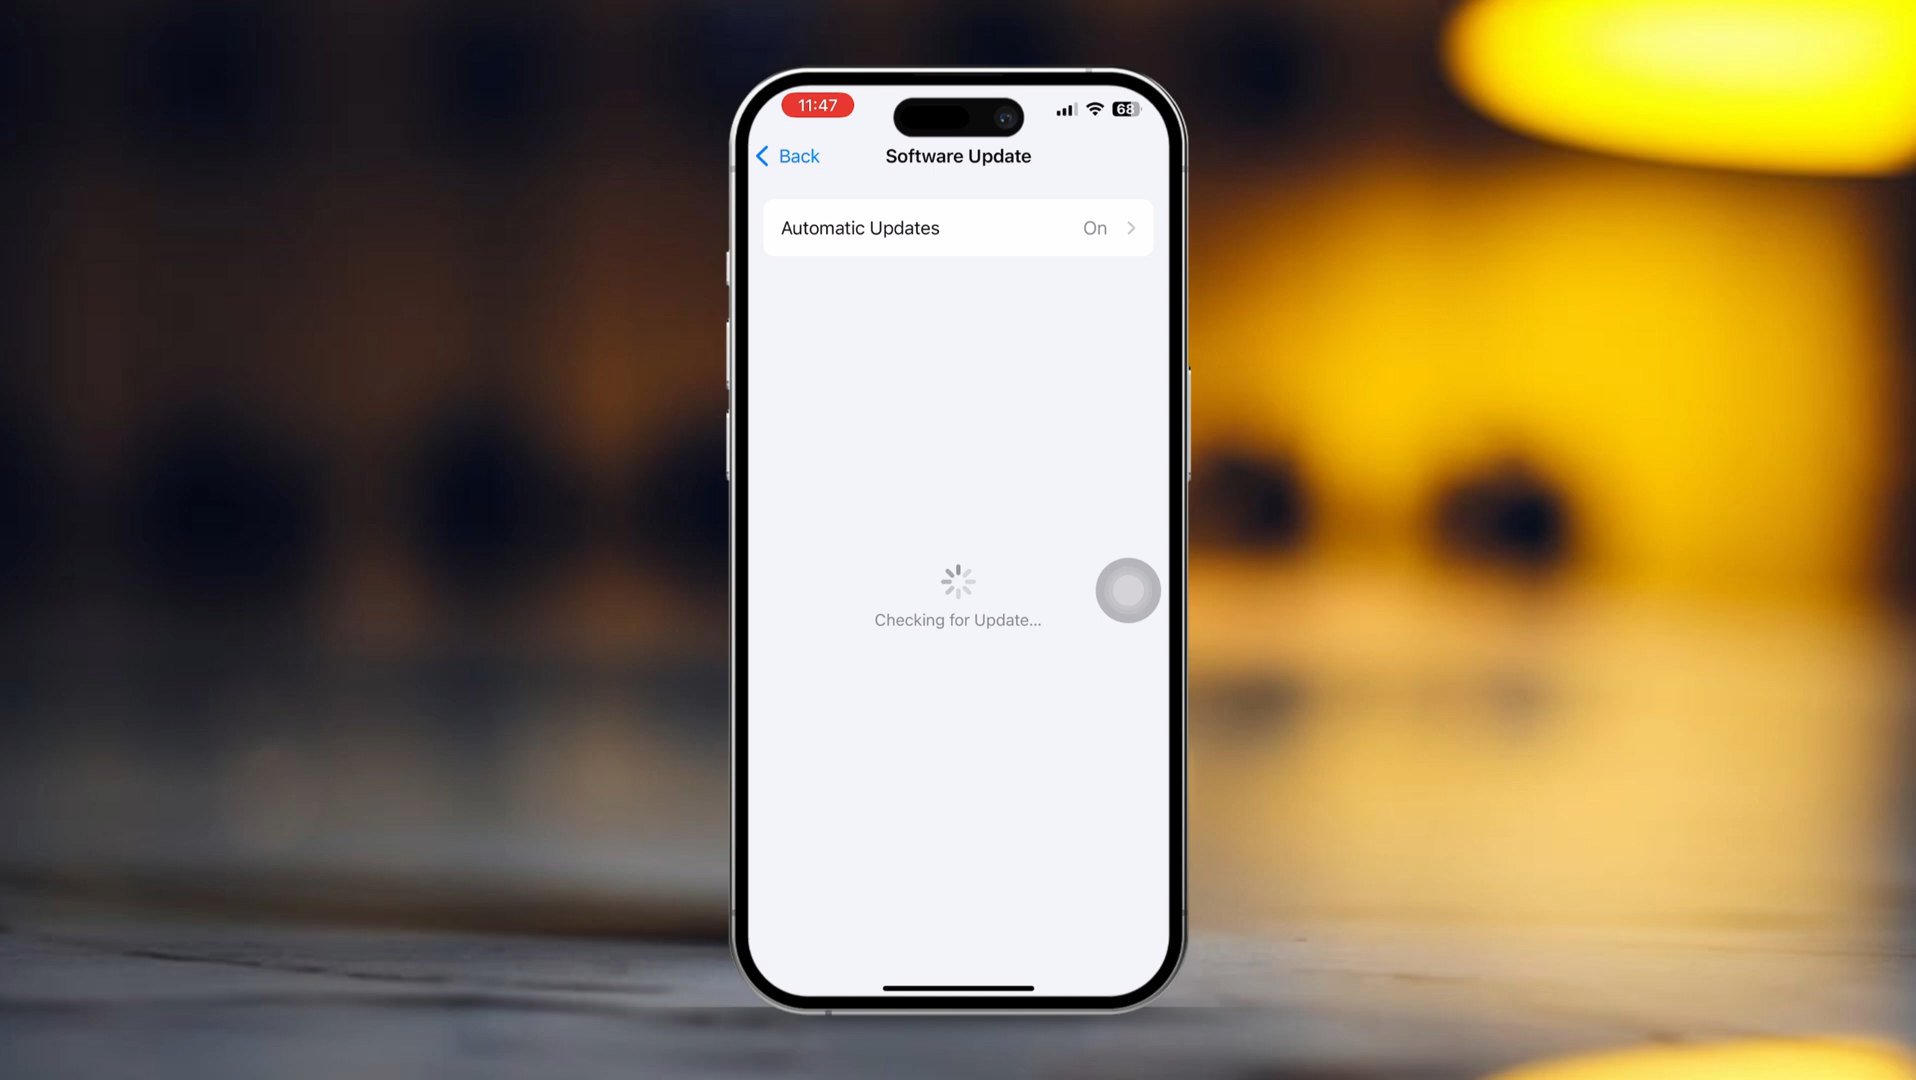 11:47
68
Back
Software Update
Automatic Updates
On
Checking for Update...